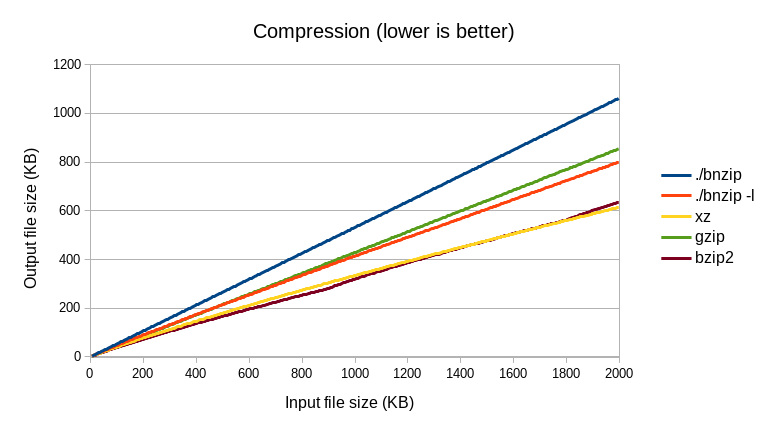 Compression (lower is better)
1200
1000
800
600
400
200
0
Output file size (KB)
0 200 400 600 800 1000 1200 1400 1600 1800 2000
Input file size (KB)
./bnzip
./bnzip -l
xz
gzip
bzip2